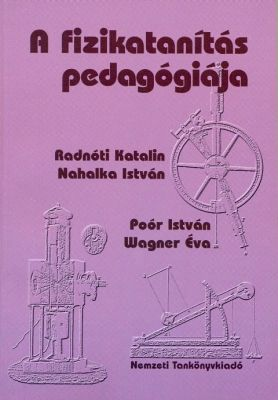 A fizikatanítás
pedagógiája
Radnóti Katalin
Nahalka István
Poór István
Wagner Éva
Nemzeti Tankönyvkiadó